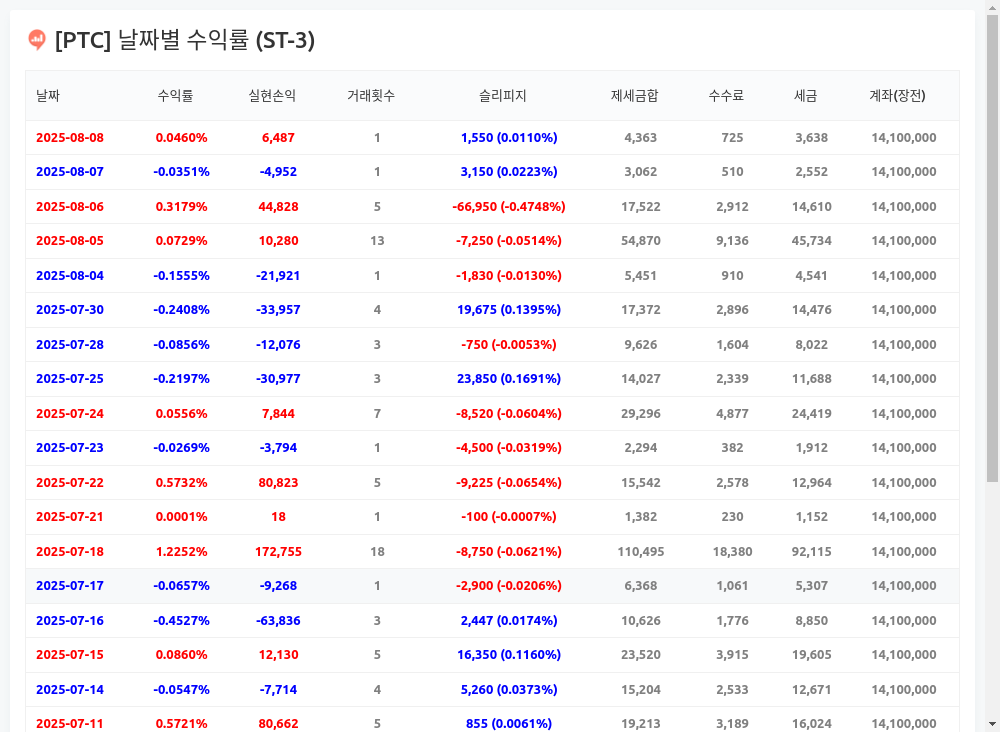 [PTC] 날짜별 수익률 (ST-3)
날짜 수익률 실현손익 거래횟수 슬리피지 제세금합 수수료 세금 계좌(장전)
2025-08-08 0.0460% 6,487 1 1,550 (0.0110%) 4,363 725 3,638 14,100,000
2025-08-07 -0.0351% -4,952 1 3,150 (0.0223%) 3,062 510 2,552 14,100,000
2025-08-06 0.3179% 44,828 5 -66,950 (-0.4748%) 17,522 2,912 14,610 14,100,000
2025-08-05 0.0729% 10,280 13 -7,250 (-0.0514%) 54,870 9,136 45,734 14,100,000
2025-08-04 -0.1555% -21,921 1 -1,830 (-0.0130%) 5,451 910 4,541 14,100,000
2025-07-30 -0.2408% -33,957 4 19,675 (0.1395%) 17,372 2,896 14,476 14,100,000
2025-07-28 -0.0856% -12,076 3 -750 (-0.0053%) 9,626 1,604 8,022 14,100,000
2025-07-25 -0.2197% -30,977 3 23,850 (0.1691%) 14,027 2,339 11,688 14,100,000
2025-07-24 0.0556% 7,844 7 -8,520 (-0.0604%) 29,296 4,877 24,419 14,100,000
2025-07-23 -0.0269% -3,794 1 -4,500 (-0.0319%) 2,294 382 1,912 14,100,000
2025-07-22 0.5732% 80,823 5 -9,225 (-0.0654%) 15,542 2,578 12,964 14,100,000
2025-07-21 0.0001% 18 1 -100 (-0.0007%) 1,382 230 1,152 14,100,000
2025-07-18 1.2252% 172,755 18 -8,750 (-0.0621%) 110,495 18,380 92,115 14,100,000
2025-07-17 -0.0657% -9,268 1 -2,900 (-0.0206%) 6,368 1,061 5,307 14,100,000
2025-07-16 -0.4527% -63,836 3 2,447 (0.0174%) 10,626 1,776 8,850 14,100,000
2025-07-15 0.0860% 12,130 5 16,350 (0.1160%) 23,520 3,915 19,605 14,100,000
2025-07-14 -0.0547% -7,714 4 5,260 (0.0373%) 15,204 2,533 12,671 14,100,000
2025-07-11 0.5721% 80,662 5 855 (0.0061%) 19,213 3,189 16,024 14,100,000